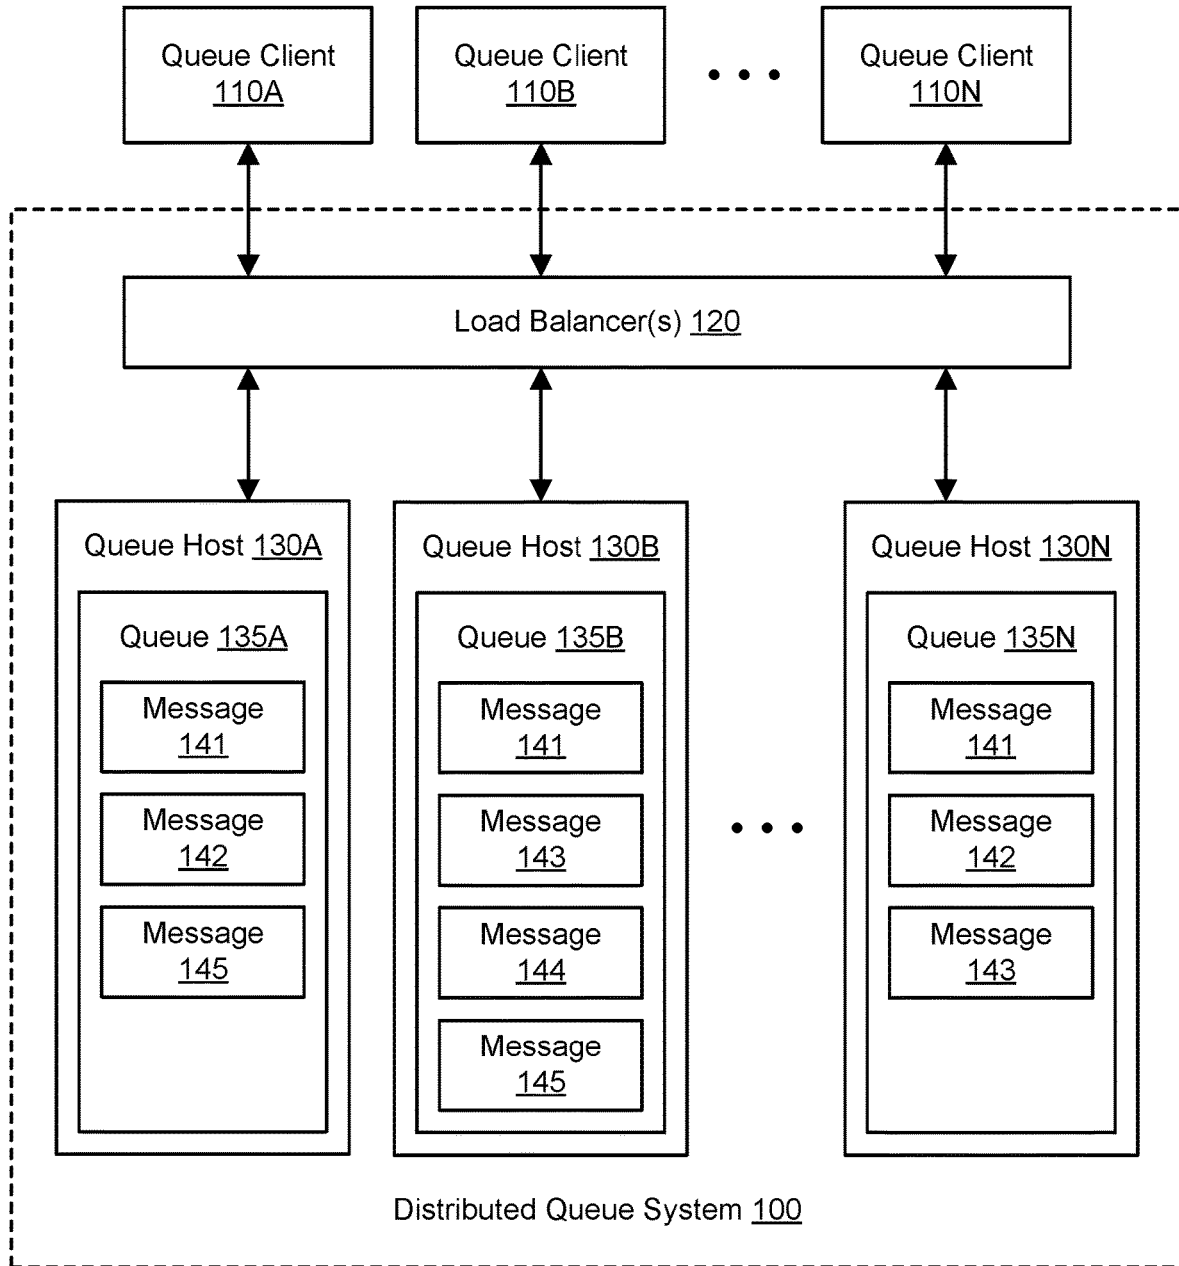 Queue Client
110A
Queue Client
110B
Queue Client
110N
Load Balancer(s) 120
Queue Host 130A
Queue 135A
Message
141
Message
142
Message
145
Queue Host 130B
Queue 135B
Message
141
Message
143
Message
144
Message
145
Queue Host 130N
Queue 135N
Message
141
Message
142
Message
143
Distributed Queue System 100